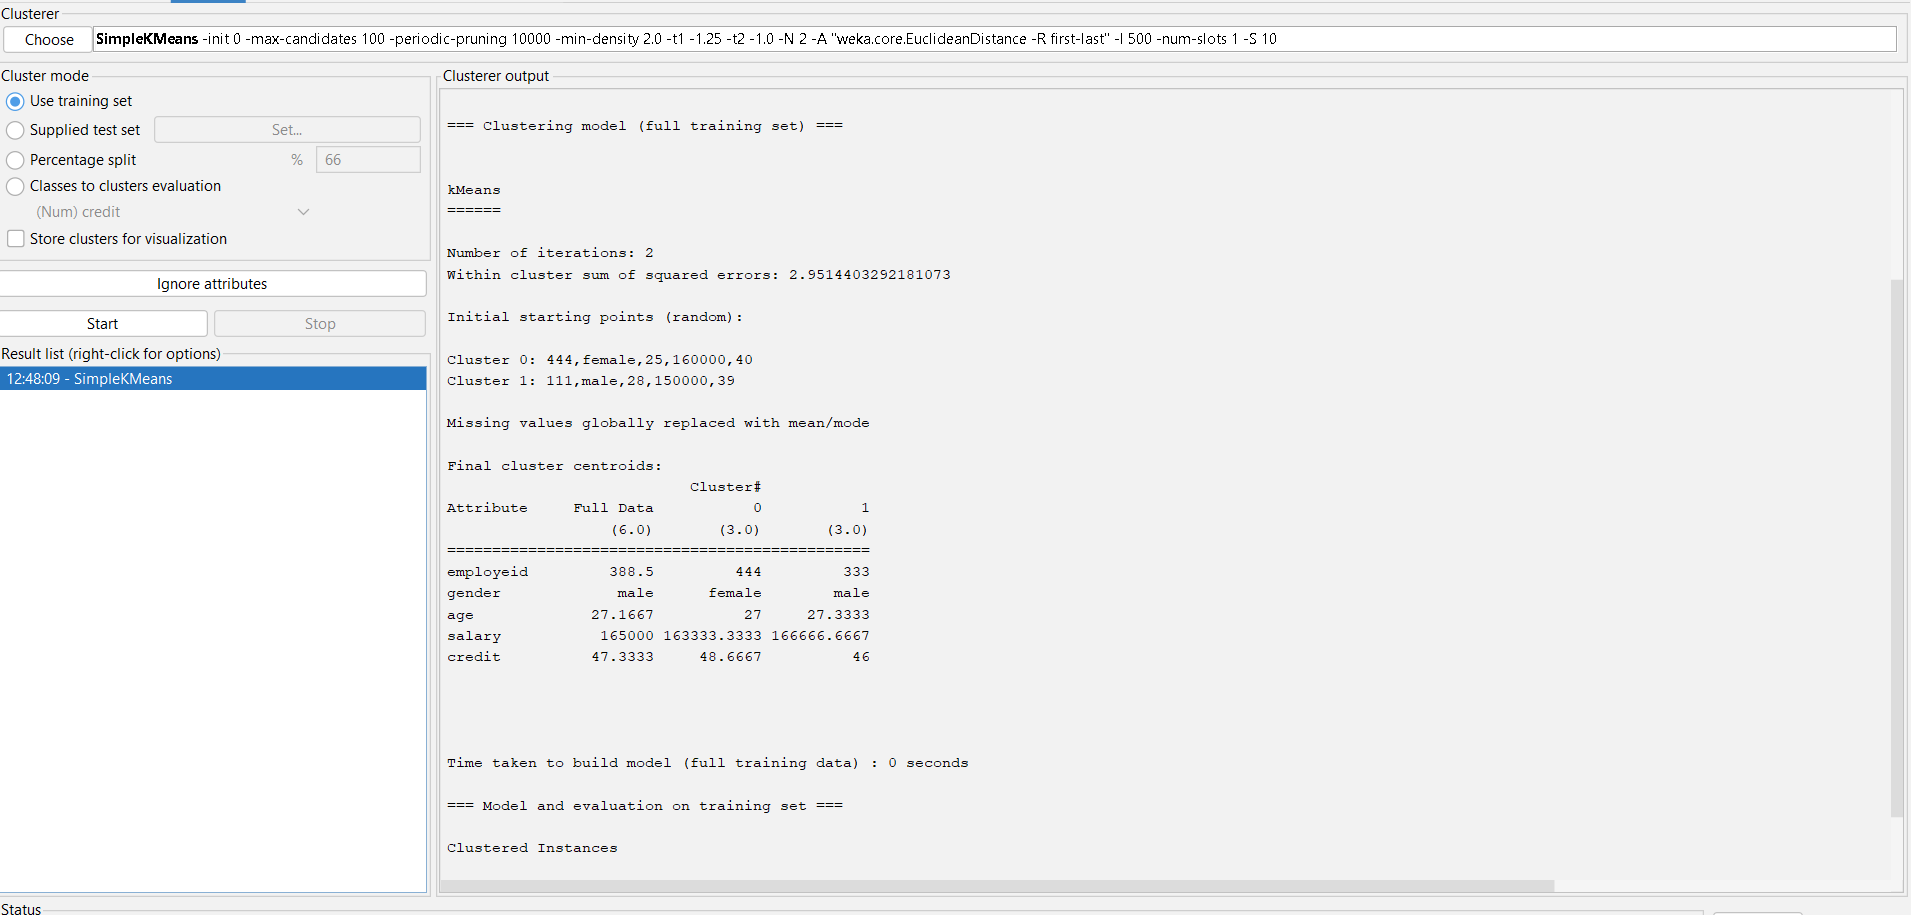 Clusterer
Choose SimpleKMeans -init 0 -max-candidates 100 -periodic-pruning 10000 -min-density 2.0 -t1 -1.25 -t2 -1.0 -N 2 -A "weka.core.EuclideanDistance -R first-last" -I 500 -num-slots 1 -S 10
Cluster mode
Use training set
Supplied test set Set...
Percentage split % 66
Classes to clusters evaluation
(Num) credit
Store clusters for visualization
Ignore attributes
Start Stop
Result list (right-click for options)
12:48:09 - SimpleKMeans
Clusterer output
=== Clustering model (full training set) ===
kMeans
======
Number of iterations: 2
Within cluster sum of squared errors: 2.9514403292181073
Initial starting points (random):
Cluster 0: 444,female,25,160000,40
Cluster 1: 111,male,28,150000,39
Missing values globally replaced with mean/mode
Final cluster centroids:
Cluster#
Attribute Full Data 0 1
(6.0) (3.0) (3.0)
===============================================
employeid 388.5 444 333
gender male female male
age 27.1667 27 27.3333
salary 165000 163333.3333 166666.6667
credit 47.3333 48.6667 46
Time taken to build model (full training data) : 0 seconds
=== Model and evaluation on training set ===
Clustered Instances
Status